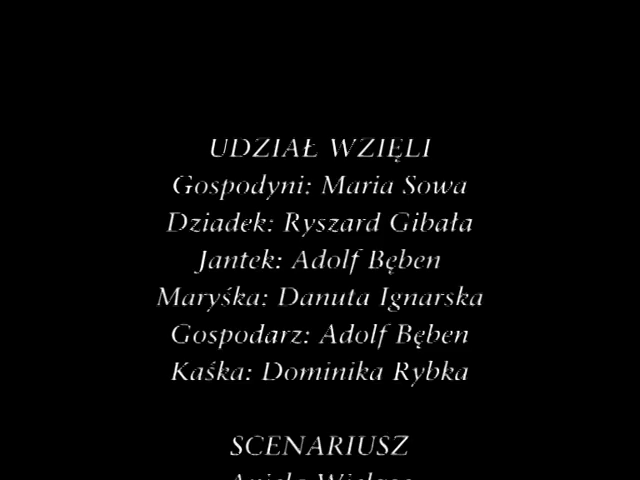 UDZIAŁ WZIĘLI
Gospodyni: Maria Sowa
Dziadek: Ryszard Gibała
Jantek: Adolf Bęben
Maryśka: Danuta Ignarska
Gospodarz: Adolf Bęben
Kaśka: Dominika Rybka
SCENARIUSZ